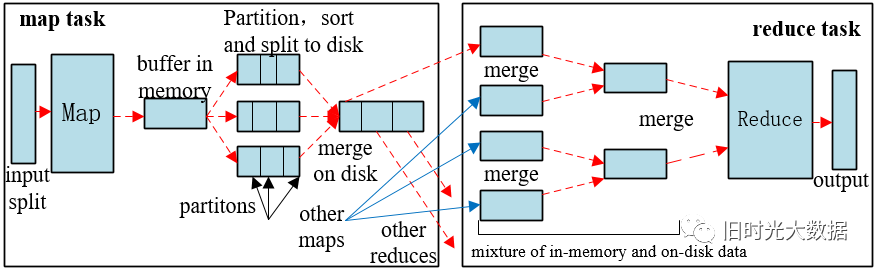 map task
Partition, sort
and split to disk
buffer in
memory
Map
input
split
merge
on disk
partitons
other
maps
other
reduces
reduce task
merge
merge
merge
Reduce
output
mixture of in-memory and on-disk data
旧时光大数据